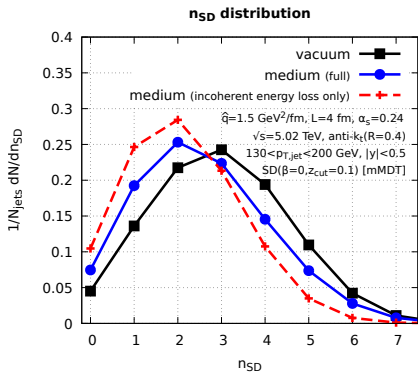 n_SD distribution
vacuum
medium (full)
medium (incoherent energy loss only)
q̂=1.5 GeV²/fm, L=4 fm, α_s=0.24
√s=5.02 TeV, anti-k_t(R=0.4)
130<p_T,jet<200 GeV, |y|<0.5
SD(β=0,z_cut=0.1) [mMDT]
1/N_jets dN/dn_SD
0.4
0.35
0.3
0.25
0.2
0.15
0.1
0.05
0
0 1 2 3 4 5 6 7
n_SD